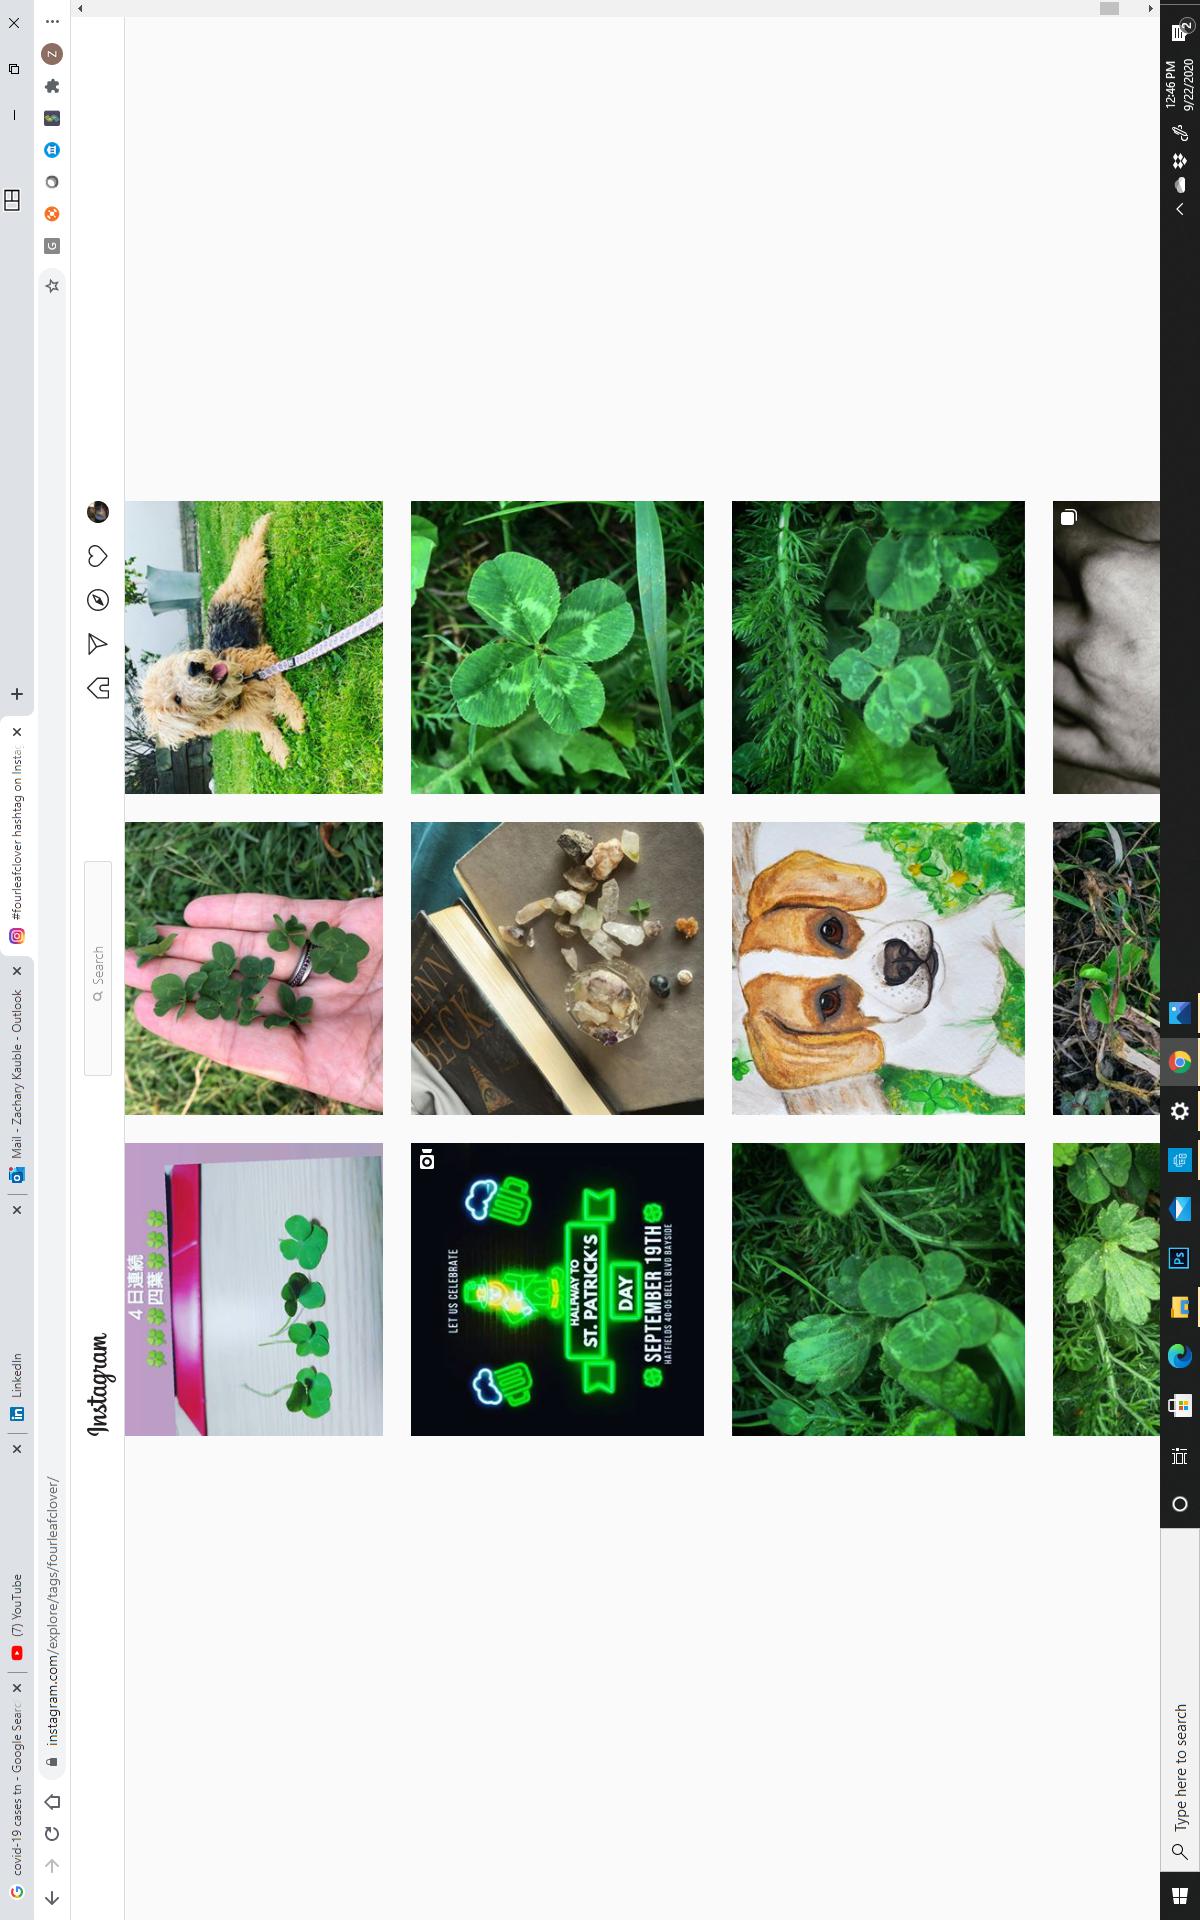 covid-19 cases tn - Google Searc
(7) YouTube
LinkedIn
Mail - Zachary Kauble - Outlook
#fourleafclover hashtag on Insta
instagram.com/explore/tags/fourleafclover/
G
Z
Instagram
Search
4日連続
四葉
LET US CELEBRATE
HALFWAY TO
ST. PATRICK'S
DAY
SEPTEMBER 19TH
HATFIELDS 40-05 BELL BLVD BAYSIDE
BECK
Type here to search
Ps
12:46 PM
9/22/2020
2